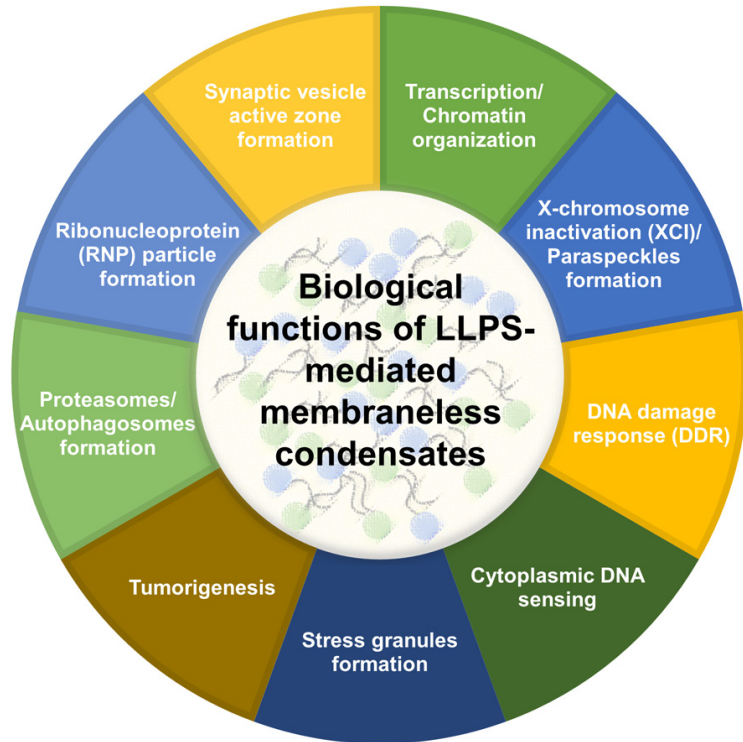 Biological
functions of LLPS-
mediated
membraneless
condensates
Transcription/
Chromatin
organization
X-chromosome
inactivation (XCI)/
Paraspeckles
formation
DNA damage
response (DDR)
Cytoplasmic DNA
sensing
Stress granules
formation
Tumorigenesis
Proteasomes/
Autophagosomes
formation
Ribonucleoprotein
(RNP) particle
formation
Synaptic vesicle
active zone
formation